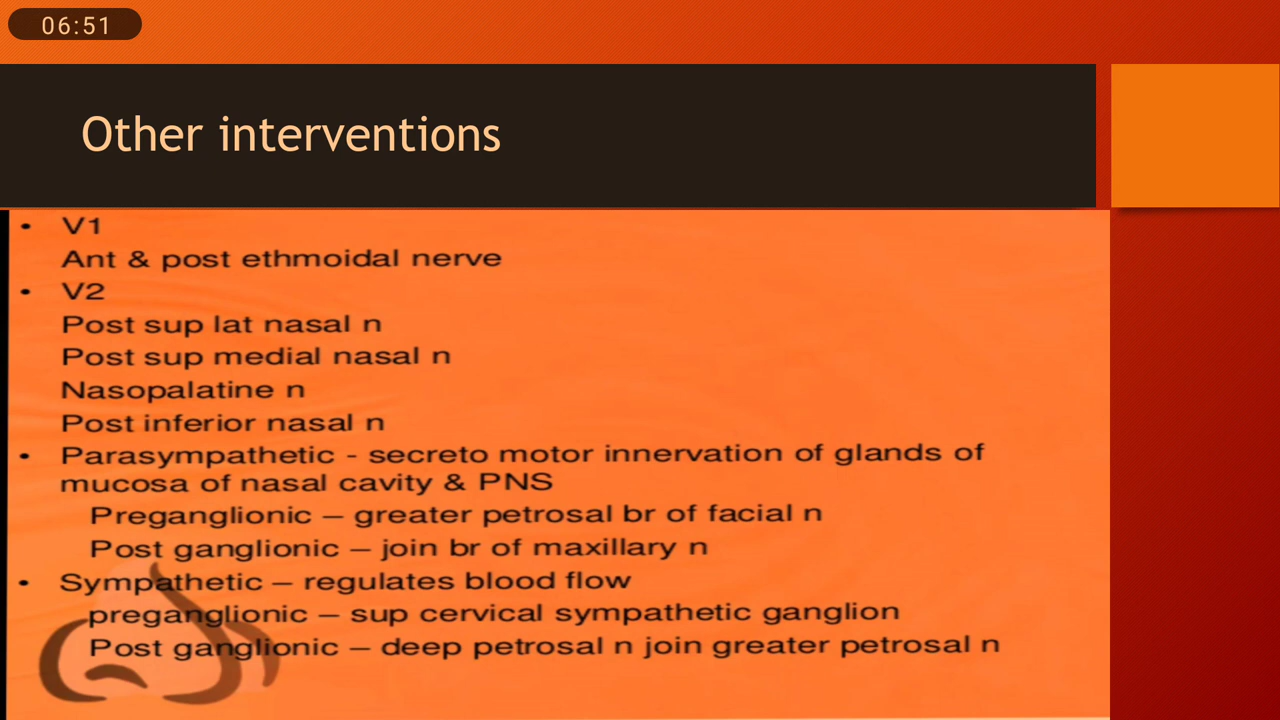 06:51
Other interventions
• V1
Ant & post ethmoidal nerve
• V2
Post sup lat nasal n
Post sup medial nasal n
Nasopalatine n
Post inferior nasal n
• Parasympathetic - secreto motor innervation of glands of
mucosa of nasal cavity & PNS
Preganglionic – greater petrosal br of facial n
Post ganglionic – join br of maxillary n
• Sympathetic – regulates blood flow
preganglionic – sup cervical sympathetic ganglion
Post ganglionic – deep petrosal n join greater petrosal n